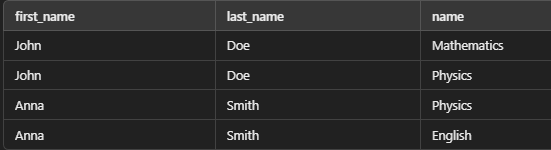 first_name last_name name
John Doe Mathematics
John Doe Physics
Anna Smith Physics
Anna Smith English